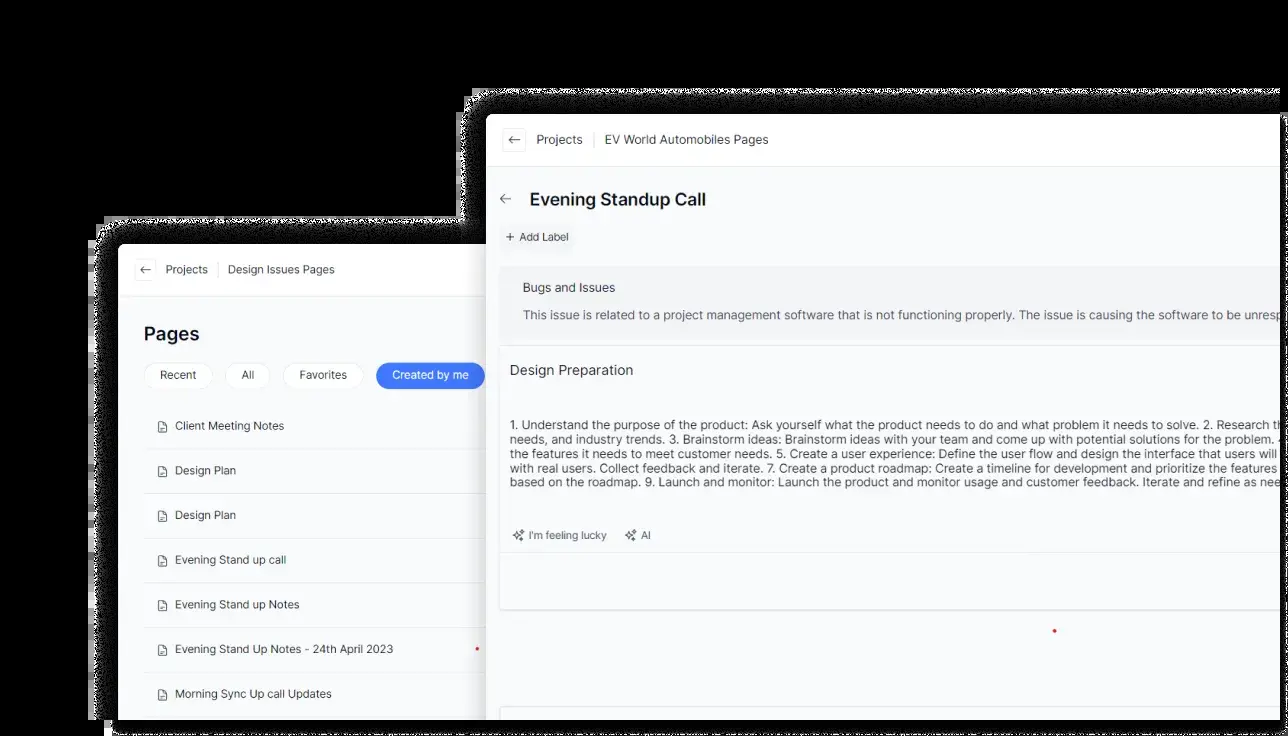 Projects
EV World Automobiles Pages
Evening Standup Call
+ Add Label
Bugs and Issues
This issue is related to a project management software that is not functioning properly. The issue is causing the software to be
Design Preparation
1. Understand the purpose of the product: Ask yourself what the product needs to do and what problem it needs to solve. 2. Research
needs, and industry trends. 3. Brainstorm ideas: Brainstorm ideas with your team and come up with potential solutions for the problem.
the features it needs to meet customer needs. 5. Create a user experience: Define the user flow and design the interface that users will
with real users. Collect feedback and iterate. 7. Create a product roadmap: Create a timeline for development and prioritize the features
based on the roadmap. 9. Launch and monitor: Launch the product and monitor usage and customer feedback. Iterate and refine as
I'm feeling lucky
AI
Projects
Design Issues Pages
Pages
Recent
All
Favorites
Created by me
Client Meeting Notes
Design Plan
Design Plan
Evening Stand up call
Evening Stand up Notes
Evening Stand Up Notes - 24th April 2023
Morning Sync Up call Updates